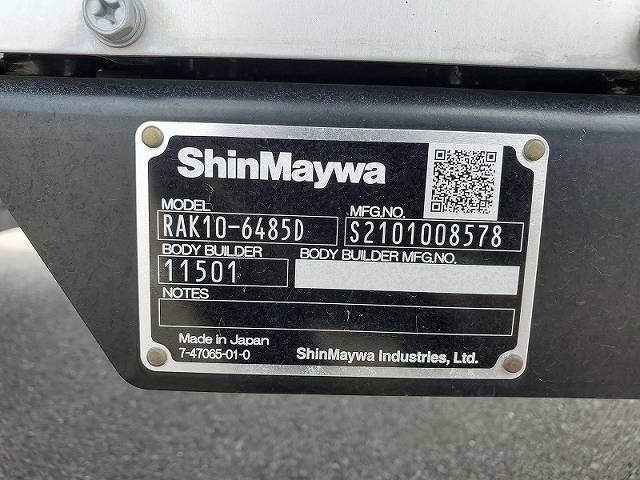 ShinMaywa
MODEL MFG.NO.
RAK10-6485D S2101008578
BODY BUILDER BODY BUILDER MFG.NO.
11501
NOTES
Made in Japan
7-47065-01-0 ShinMaywa Industries, Ltd.